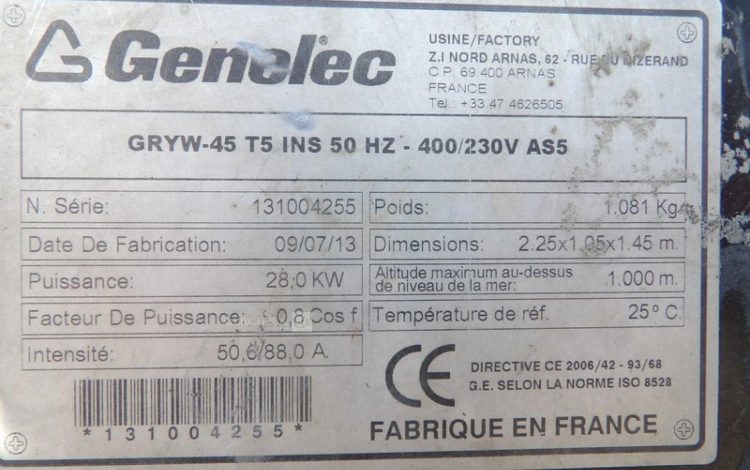 Genelec®
USINE/FACTORY
Z.I NORD ARNAS, 62 - RUE DU NIZERAND
C.P. 69.400 ARNAS
FRANCE
Tel.: +33 47 4626505
GRYW-45 T5 INS 50 HZ - 400/230V AS5
N. Série: 131004255
Poids: 1.081 Kg.
Date De Fabrication: 09/07/13
Dimensions: 2.25x1.05x1.45 m.
Puissance: 28,0 KW
Altitude maximum au-dessus
de niveau de la mer: 1.000 m.
Facteur De Puissance: 0,8 Cos f
Température de réf. 25º C.
Intensité: 50,6/88,0 A.
CE
DIRECTIVE CE 2006/42 - 93/68
G.E. SELON LA NORME ISO 8528
*131004255*
FABRIQUE EN FRANCE